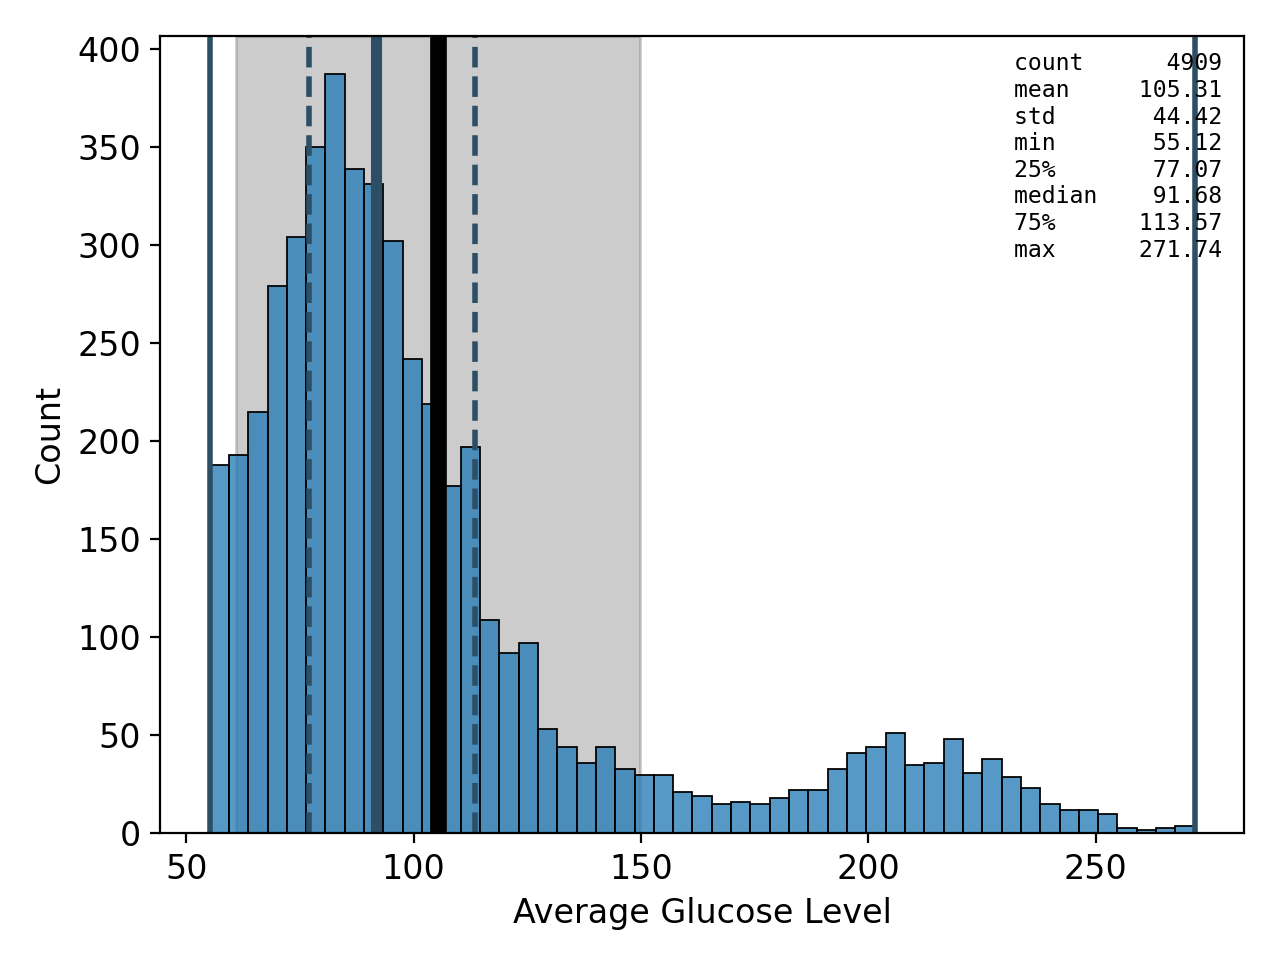 400
350
300
250
200
150
100
50
0
Count
count 4909
mean 105.31
std 44.42
min 55.12
25% 77.07
median 91.68
75% 113.57
max 271.74
50 100 150 200 250
Average Glucose Level